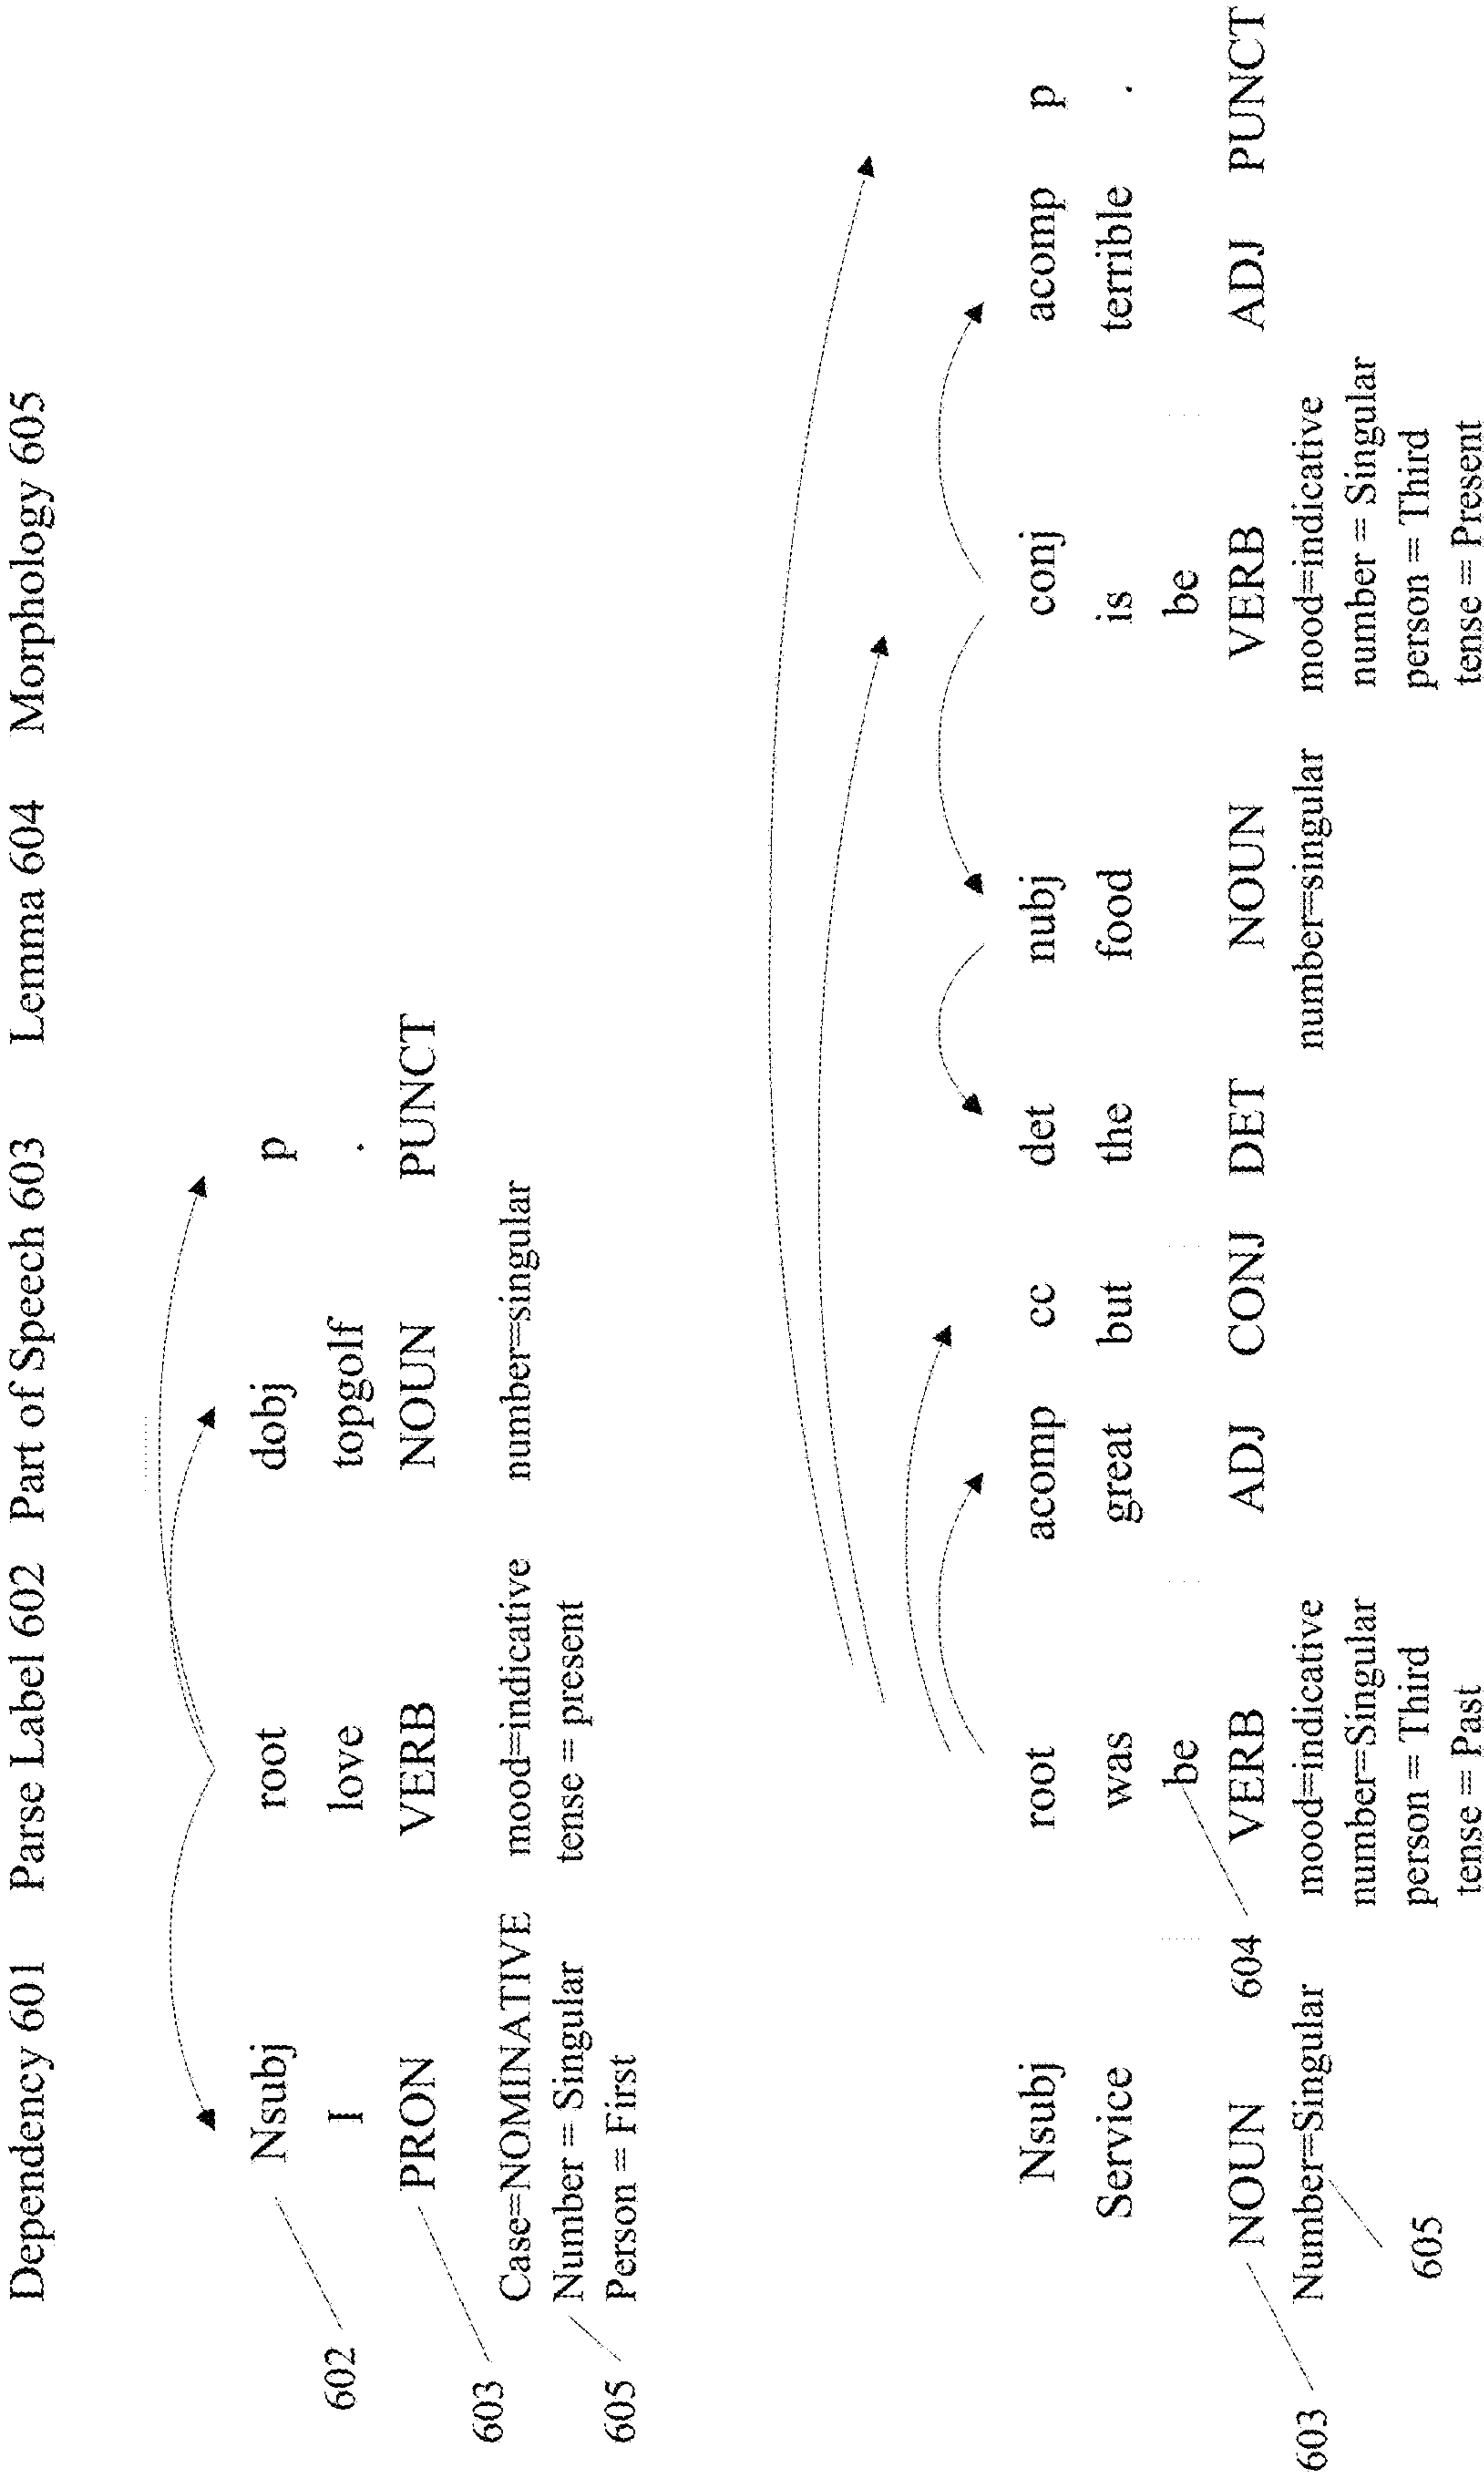 Dependency 601 Parse Label 602 Part of Speech 603 Lemma 604 Morphology 605
602 Nsubj root dobj p
I love topgolf .
603 PRON VERB NOUN PUNCT
Case=NOMINATIVE mood=indicative number=singular
605 Number = Singular tense = present
Person = First
Nsubj root acomp cc det nubj conj acomp p
Service was great but the food is terrible .
be be
603 NOUN 604 VERB ADJ CONJ DET NOUN VERB ADJ PUNCT
Number=Singular mood=indicative number=singular mood=indicative
number=Singular number = Singular
605 person = Third person = Third
tense = Past tense = Present